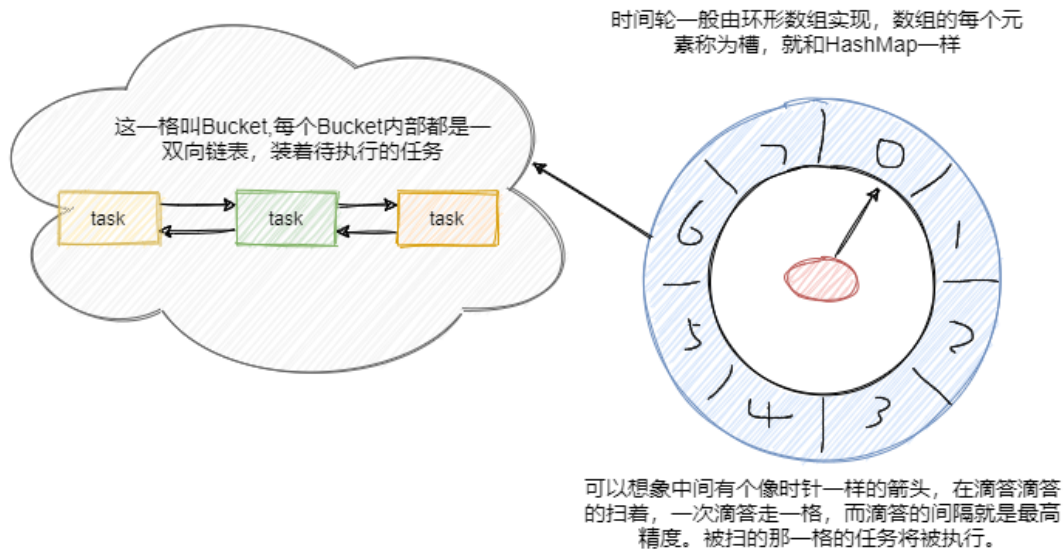 时间轮一般由环形数组实现，数组的每个元
素称为槽，就和HashMap一样
这一格叫Bucket,每个Bucket内部都是一
双向链表，装着待执行的任务
task
task
task
7
0
6
1
5
2
4
3
可以想象中间有个像时针一样的箭头，在滴答滴答
的扫着，一次滴答走一格，而滴答的间隔就是最高
精度。被扫的那一格的任务将被执行。